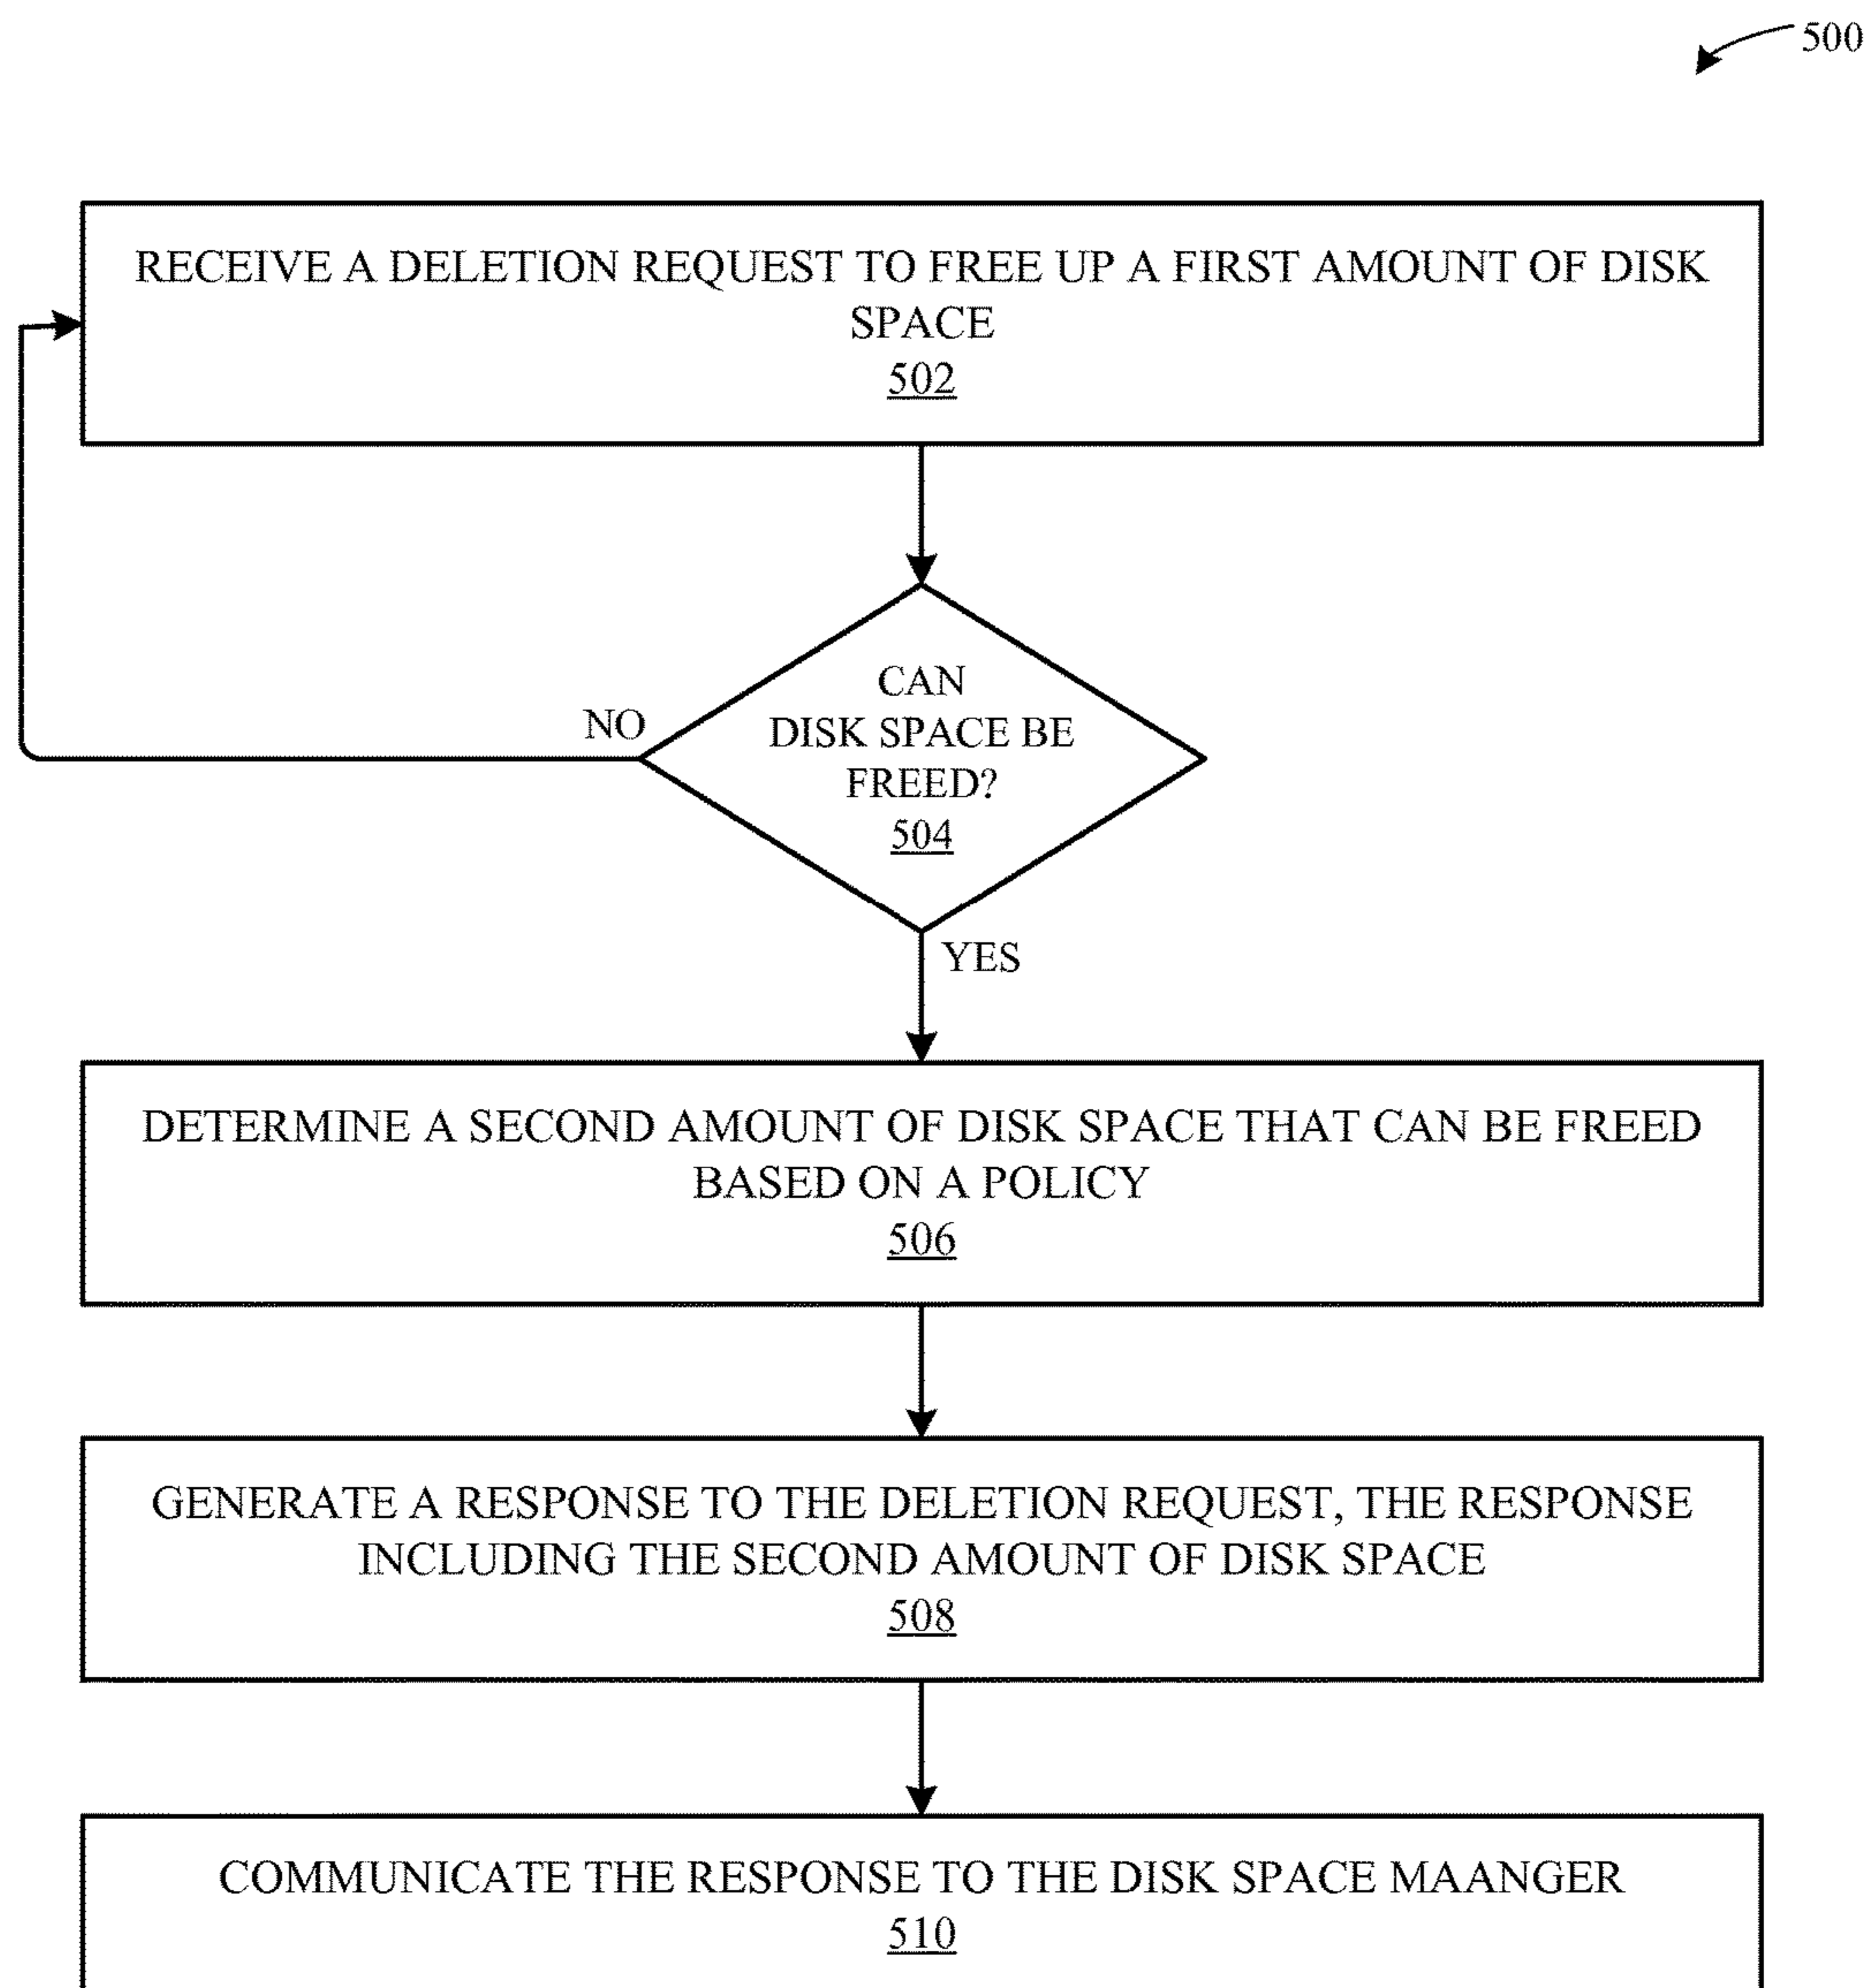 500
RECEIVE A DELETION REQUEST TO FREE UP A FIRST AMOUNT OF DISK
SPACE
502
CAN
DISK SPACE BE
FREED?
504
NO
YES
DETERMINE A SECOND AMOUNT OF DISK SPACE THAT CAN BE FREED
BASED ON A POLICY
506
GENERATE A RESPONSE TO THE DELETION REQUEST, THE RESPONSE
INCLUDING THE SECOND AMOUNT OF DISK SPACE
508
COMMUNICATE THE RESPONSE TO THE DISK SPACE MAANGER
510